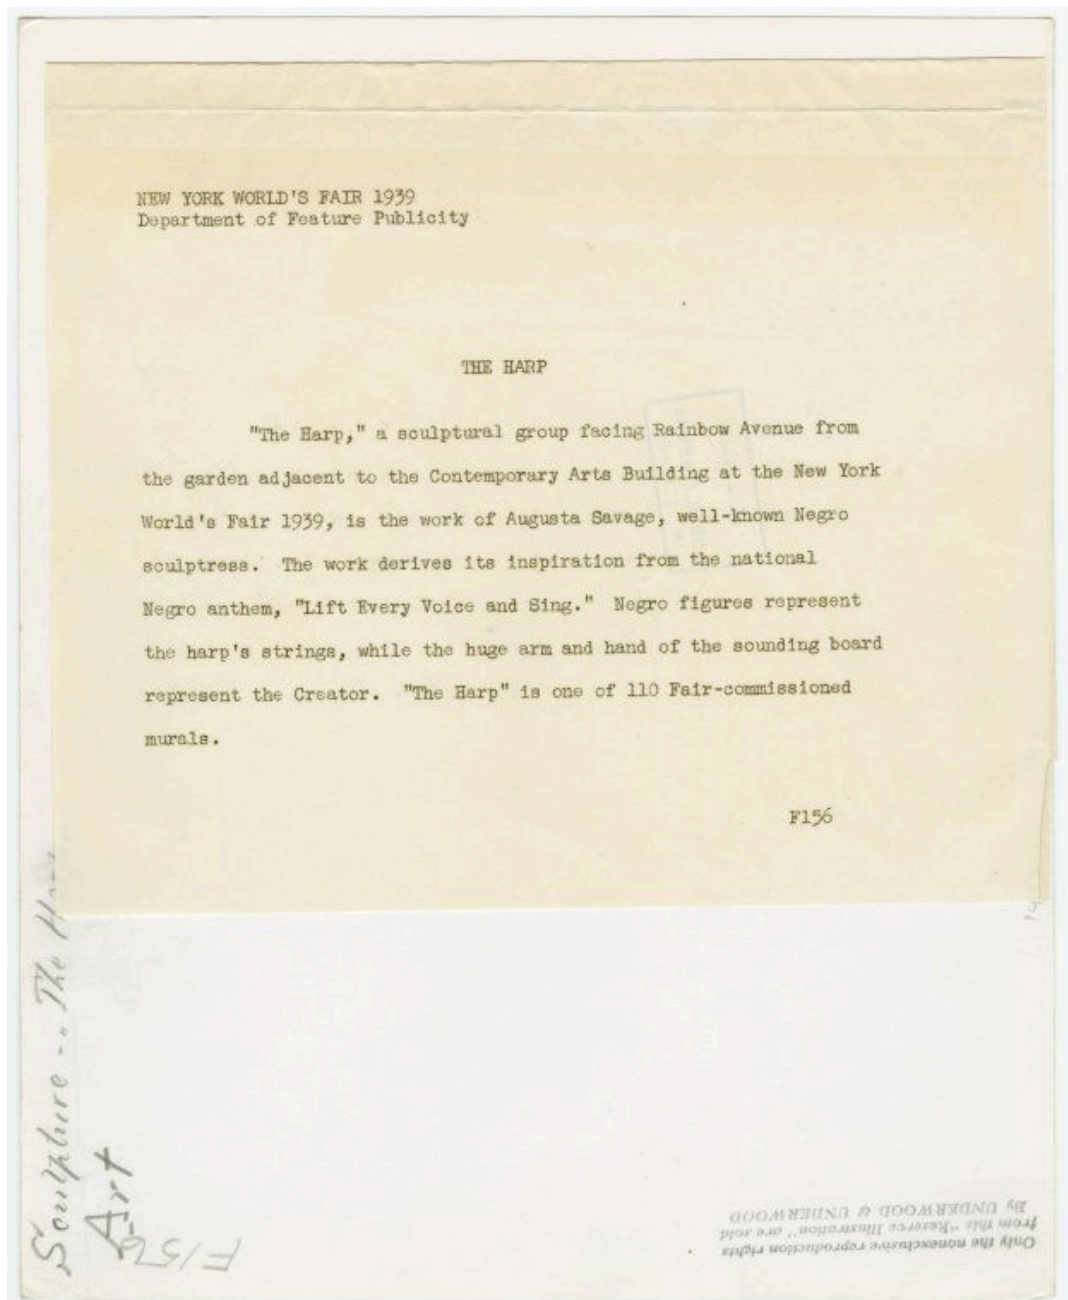 NEW YORK WORLD'S FAIR 1939
Department of Feature Publicity
THE HARP
"The Harp," a sculptural group facing Rainbow Avenue from
the garden adjacent to the Contemporary Arts Building at the New York
World's Fair 1939, is the work of Augusta Savage, well-known Negro
sculptress. The work derives its inspiration from the national
Negro anthem, "Lift Every Voice and Sing." Negro figures represent
the harp's strings, while the huge arm and hand of the sounding board
represent the Creator. "The Harp" is one of 110 Fair-commissioned
murals.
F156
Sculpture -- The
Art
F156
Only the nonexclusive reproduction rights
from this "Reserve Illustration" are sold
By UNDERWOOD & UNDERWOOD